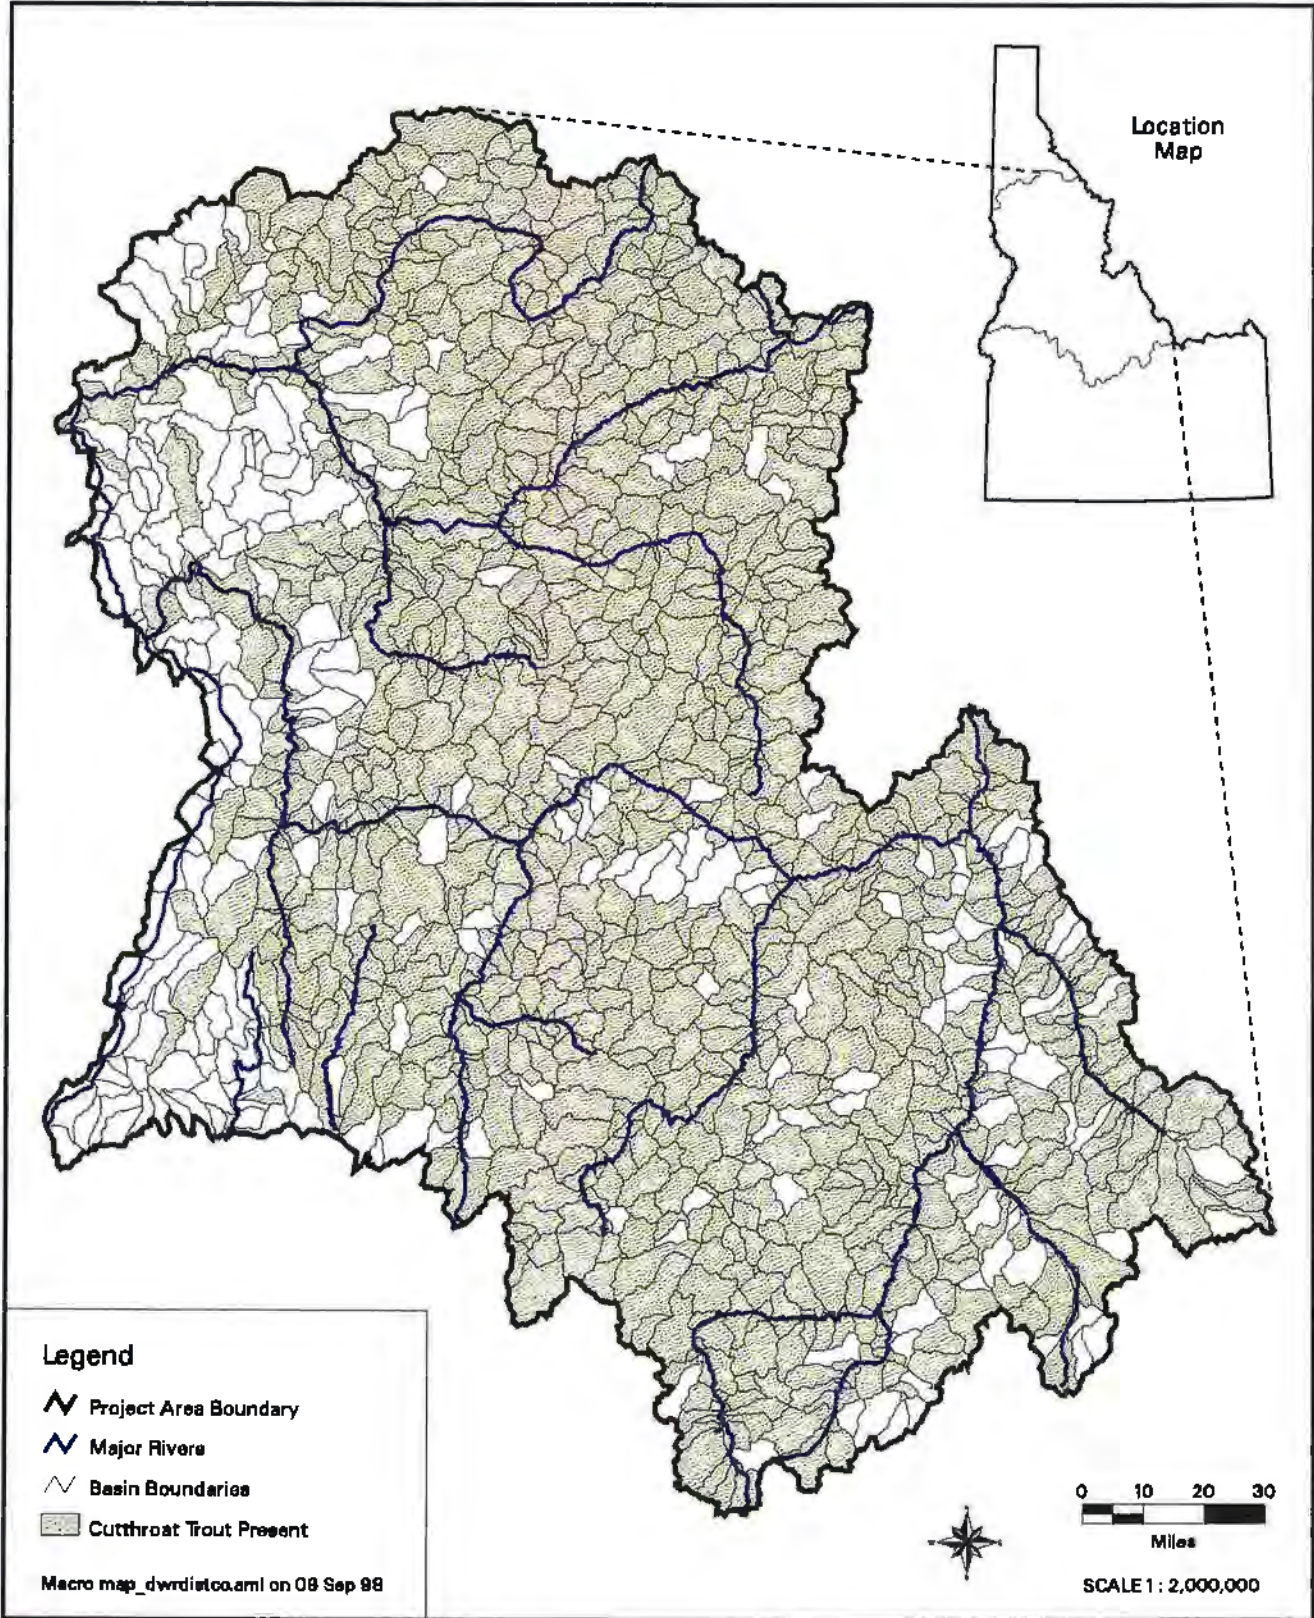 Location
Map
Legend
Project Area Boundary
Major Rivers
Basin Boundaries
Cutthroat Trout Present
Macro map_dwrdistco.aml on 08 Sep 98
0 10 20 30
Miles
SCALE 1 : 2,000,000